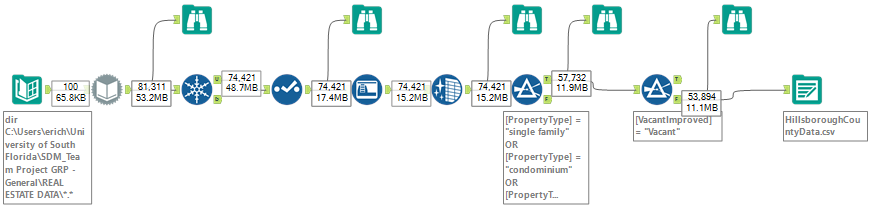 100
65.8KB
81,311
53.2MB
U
D
74,421
48.7MB
74,421
17.4MB
74,421
15.2MB
74,421
15.2MB
T
F
57,732
11.9MB
T
F
53,894
11.1MB
dir
C:\Users\erich\Uni
versity of South
Florida\SDM_Tea
m Project GRP -
General\REAL
ESTATE DATA\*.*
[PropertyType] =
"single family"
OR
[PropertyType] =
"condominium"
OR
[PropertyT...
[VacantImproved]
= "Vacant"
HillsboroughCou
ntyData.csv